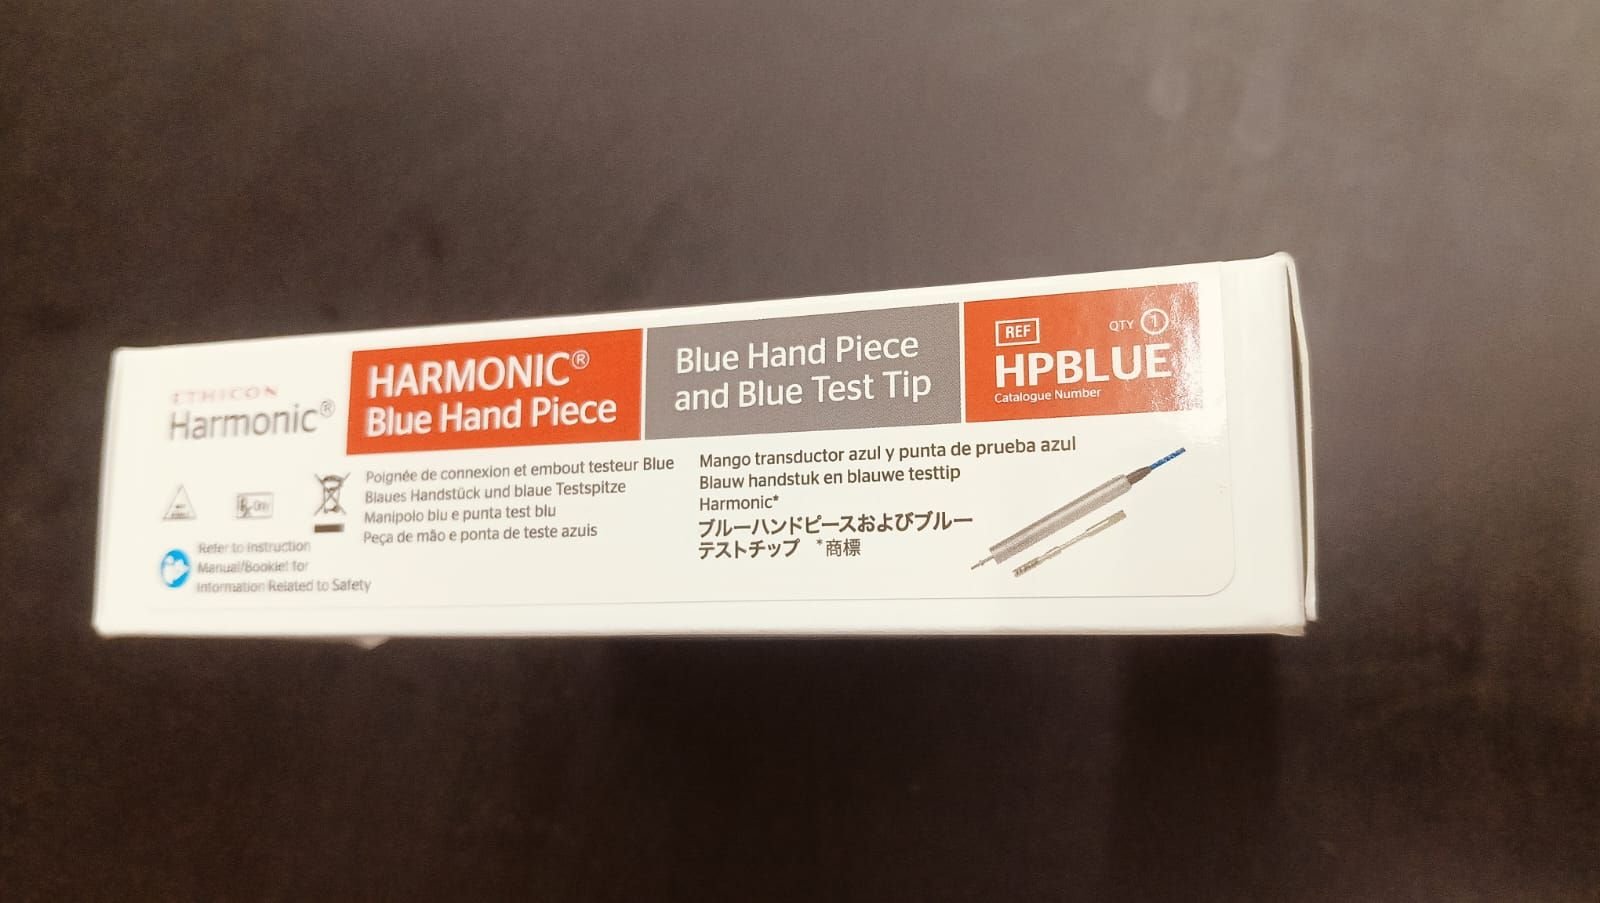 ETHICON
Harmonic®
HARMONIC®
Blue Hand Piece
Blue Hand Piece
and Blue Test Tip
REF
QTY 1
HPBLUE
Catalogue Number
Rx Only
Refer to Instruction
Manual/Booklet for
Information Related to Safety
Poignée de connexion et embout testeur Blue
Blaues Handstück und blaue Testspitze
Manipolo blu e punta test blu
Peça de mão e ponta de teste azuis
Mango transductor azul y punta de prueba azul
Blauw handstuk en blauwe testtip
Harmonic*
ブルーハンドピースおよびブルー
テストチップ *商標